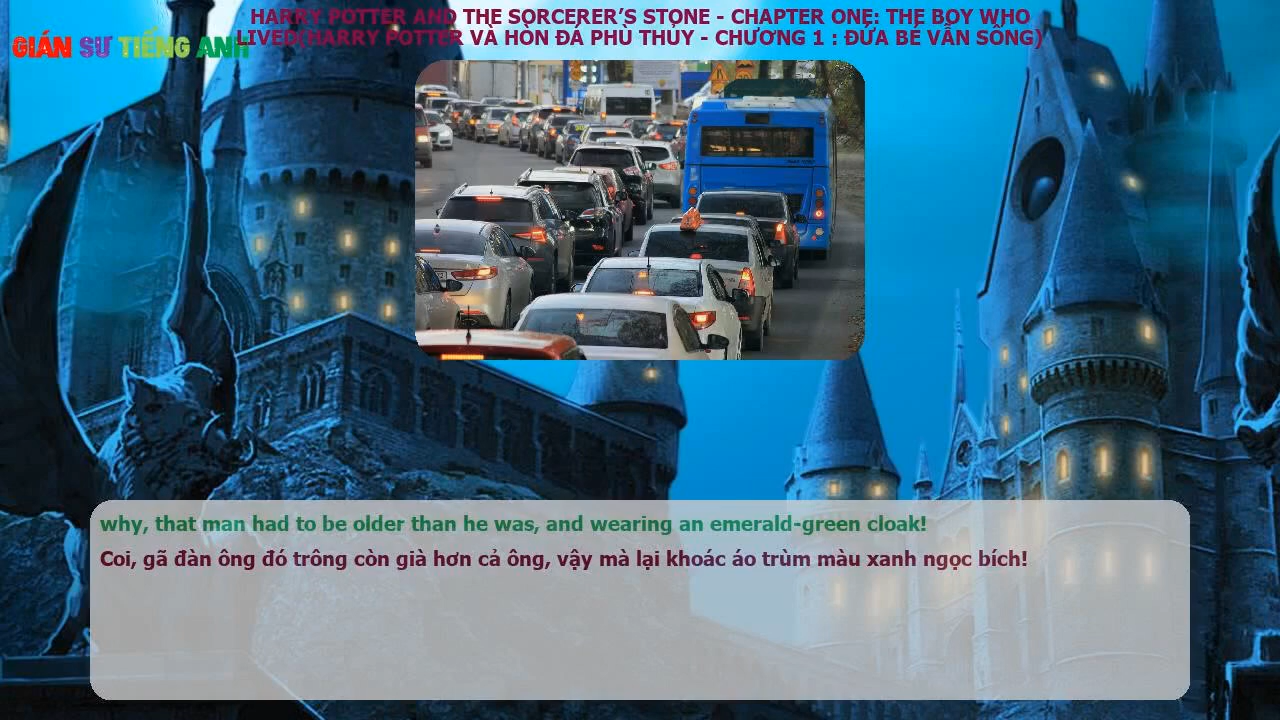 HARRY POTTER AND THE SORCERER’S STONE - CHAPTER ONE: THE BOY WHO
LIVED(HARRY POTTER VÀ HÒN ĐÁ PHÙ THỦY - CHƯƠNG 1 : ĐỨA BÉ VẪN SỐNG)
GIÁN SƯ TIẾNG ANH
why, that man had to be older than he was, and wearing an emerald-green cloak!
Coi, gã đàn ông đó trông còn già hơn cả ông, vậy mà lại khoác áo trùm màu xanh ngọc bích!